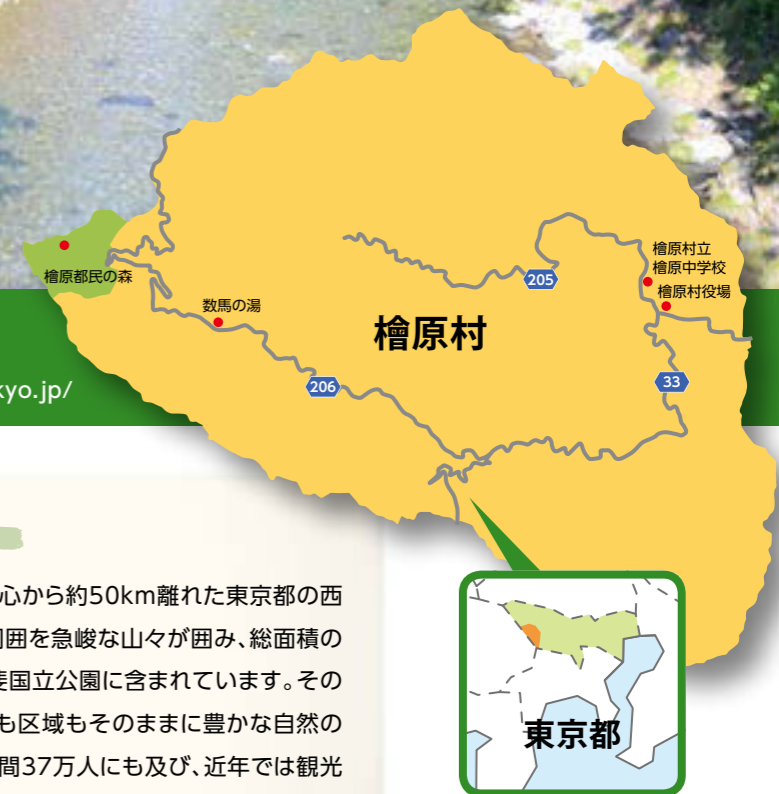 檜原都民の森
数馬の湯
205
檜原村立
檜原中学校
檜原村役場
檜原村
206
33
kyo.jp/
心から約50km離れた東京都の西
囲を急峻な山々が囲み、総面積の
国立公園に含まれています。その
も区域もそのままに豊かな自然の
間37万人にも及び、近年では観光
東京都